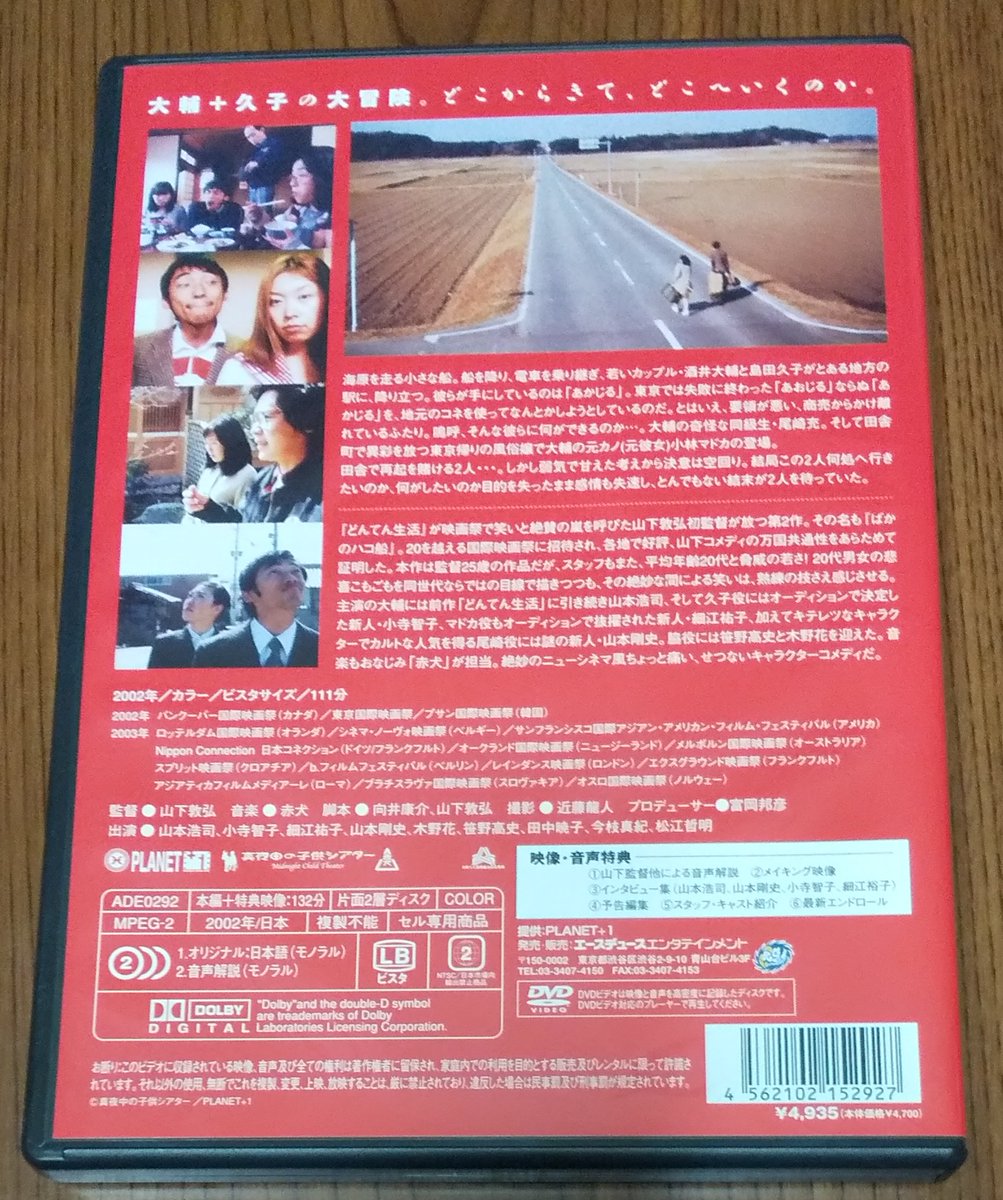 大輔+久子の大冒険。どこからきて、どこへいくのか。
海原を走る小さな船。船を降り、電車を乗り継ぎ、若いカップル・酒井大輔と島田久子がとある地方の
駅に、降り立つ。彼らが手にしているのは「あかじる」。東京では失敗に終わった「あおじる」ならぬ「あ
かじる」を、地元のコネを使ってなんとかしようとしているのだ。とはいえ、要領が悪い、商売からかけ離
れているふたり。嗚呼、そんな彼らに何ができるのか…。大輔の奇怪な同級生・尾崎充。そして田舎
町で異彩を放つ東京帰りの風俗嬢で大輔の元カノ(元彼女)小林マドカの登場。
田舎で再起を賭ける2人・・・。しかし弱気で甘えた考えから決意は空回り。結局この2人何処へ行き
たいのか、何がしたいのか目的を失ったまま感情も失速し、とんでもない結末が2人を待っていた。
『どんてん生活』が映画祭で笑いと絶賛の嵐を呼びた山下敦弘初監督が放つ第2作。その名も『ばか
のハコ船』。20を越える国際映画祭に招待され、各地で好評、山下コメディの万国共通性をあらためて
証明した。本作は監督25歳の作品だが、スタッフもまた、平均年齢20代と脅威の若さ!20代男女の悲
喜こもごもを同世代ならではの目線で描きつつも、その絶妙な間による笑いは、熟練の技さえ感じさせる。
主演の大輔には前作『どんてん生活』に引き続き山本浩司、そして久子役にはオーディションで決定し
た新人・小寺智子、マドカ役もオーディションで抜擢された新人・細江祐子、加えてキテレツなキャラク
ターでカルトな人気を得る尾崎役には謎の新人・山本剛史。脇役には笹野高史と木野花を迎えた。音
楽もおなじみ「赤犬」が担当。絶妙のニューシネマ風ちょっと痛い、せつないキャラクターコメディだ。
2002年/カラー/ビスタサイズ/111分
2002年 バンクーバー国際映画祭(カナダ)/東京国際映画祭/プサン国際映画祭(韓国)
2003年 ロッテルダム国際映画祭(オランダ)/シネマ・ノーヴォ映画祭(ベルギー)/サンフランシスコ国際アジアン・アメリカン・フィルム・フェスティバル(アメリカ)
Nippon Connection 日本コネクション(ドイツ/フランクフルト)/オークランド国際映画祭(ニュージーランド)/メルボルン国際映画祭(オーストラリア)
スプリット映画祭(クロアチア)/b.フィルムフェスティバル(ベルリン)/レインダンス映画祭(ロンドン)/エクスグラウンド映画祭(フランクフルト)
アジアティカフィルムメディアーレ(ローマ)/ブラチスラヴァ国際映画祭(スロヴァキア)/オスロ国際映画祭(ノルウェー)
監督●山下敦弘 音楽●赤犬 脚本●向井康介、山下敦弘 撮影●近藤龍人 プロデューサー●富岡邦彦
出演●山本浩司、小寺智子、細江祐子、山本剛史、木野花、笹野高史、田中暁子、今枝真紀、松江哲明
PLANET+1 真夜中の子供シアター
Midnight Child Theater
映像・音声特典
①山下監督他による音声解説 ②メイキング映像
③インタビュー集(山本浩司、山本剛史、小寺智子、細江裕子)
④予告編集 ⑤スタッフ・キャスト紹介 ⑥最新エンドロール
ADE0292 本編+特典映像:132分 片面2層ディスク COLOR
MPEG-2 2002年/日本 複製不能 セル専用商品
2 1.オリジナル:日本語(モノラル)
2.音声解説(モノラル)
LB
ビスタ
2
NTSC/日本市場向
輸出禁止商品
DOLBY
DIGITAL
"Dolby"and the double-D symbol
are trademarks of Dolby
Laboratories Licensing Corporation.
提供:PLANET+1
発売・販売:エースデュースエンタテインメント
〒150-0002 東京都渋谷区渋谷2-9-10 青山台ビル3F
TEL:03-3407-4150 FAX:03-3407-4153
DVD
VIDEO
DVDビデオは映像と音声を高密度に記録したディスクです。
DVDビデオ対応のプレーヤーで再生してください。
お断り:このビデオに収録されている映像、音声及び全ての権利は著作権者に留保され、家庭内での利用を目的とする販売及びレンタルに限って許諾さ
れています。それ以外の使用、無断でこれを複製、変更、上映、放映することは、厳に禁止されており、違反した場合は民事罰及び刑事罰が規定されています。
©真夜中の子供シアター/PLANET+1
4 562102 152927
¥4,935(本体価格¥4,700)